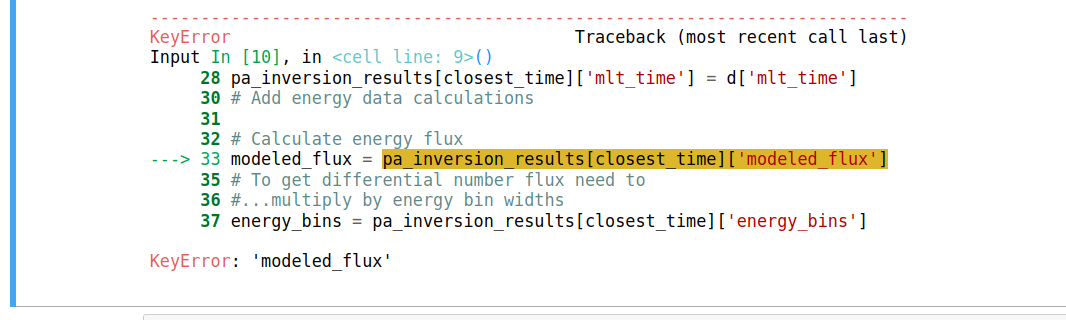 ---------------------------------------------------------------------------
KeyError                                  Traceback (most recent call last)
Input In [10], in <cell line: 9>()
     28 pa_inversion_results[closest_time]['mlt_time'] = d['mlt_time']
     30 # Add energy data calculations
     31
     32 # Calculate energy flux
---> 33 modeled_flux = pa_inversion_results[closest_time]['modeled_flux']
     35 # To get differential number flux need to
     36 #...multiply by energy bin widths
     37 energy_bins = pa_inversion_results[closest_time]['energy_bins']
KeyError: 'modeled_flux'